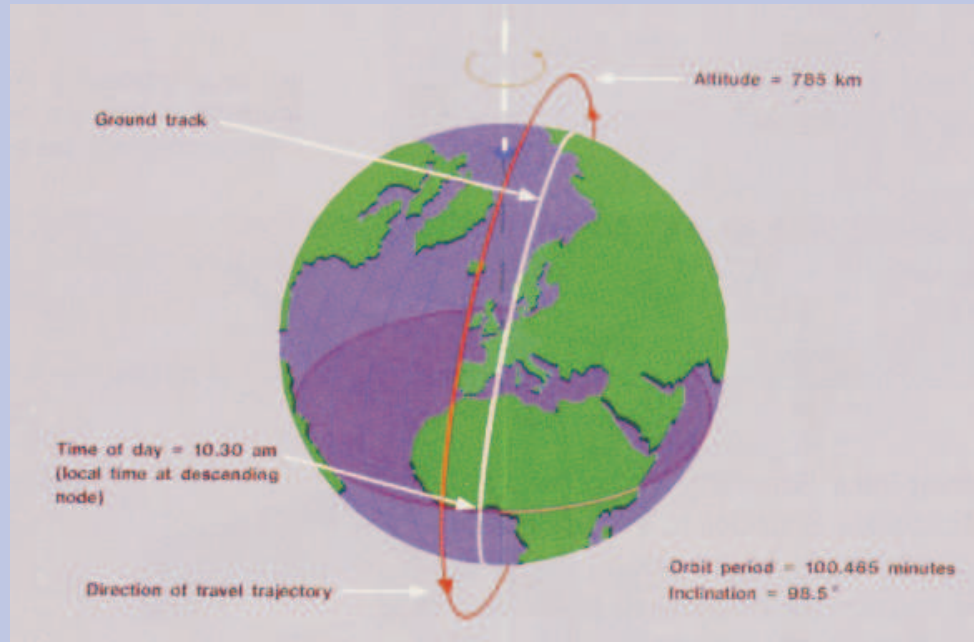 Altitude = 785 km
Ground track
Time of day = 10.30 am
(local time at descending
node)
Direction of travel trajectory
Orbit period = 100.465 minutes
Inclination = 98.5°